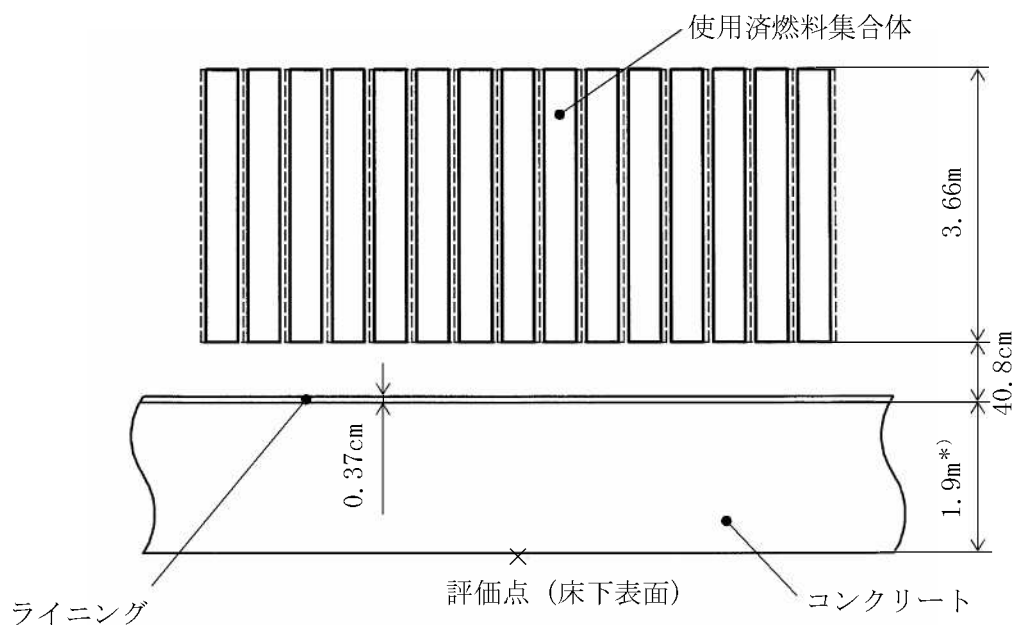 使用済燃料集合体
3.66m
40.8cm
0.37cm
1.9m*)
評価点 (床下表面)
ライニング
コンクリート